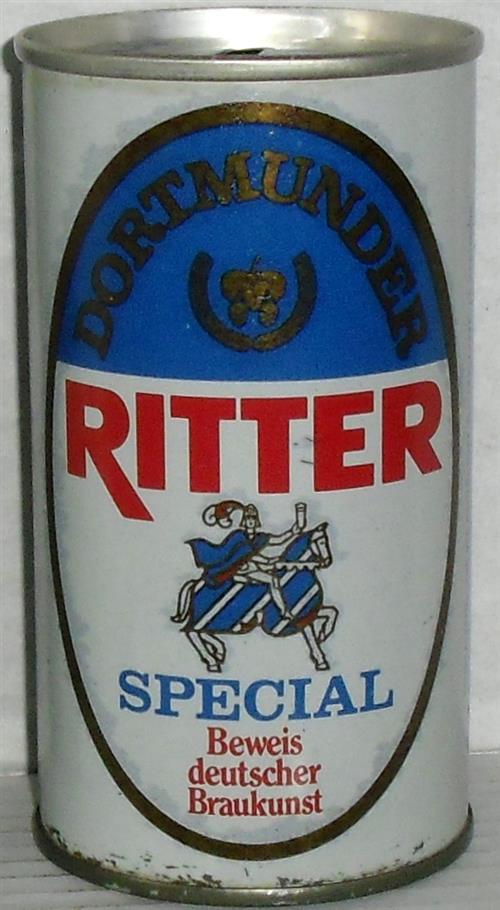 DORTMUNDER
RITTER
SPECIAL
Beweis
deutscher
Braukunst